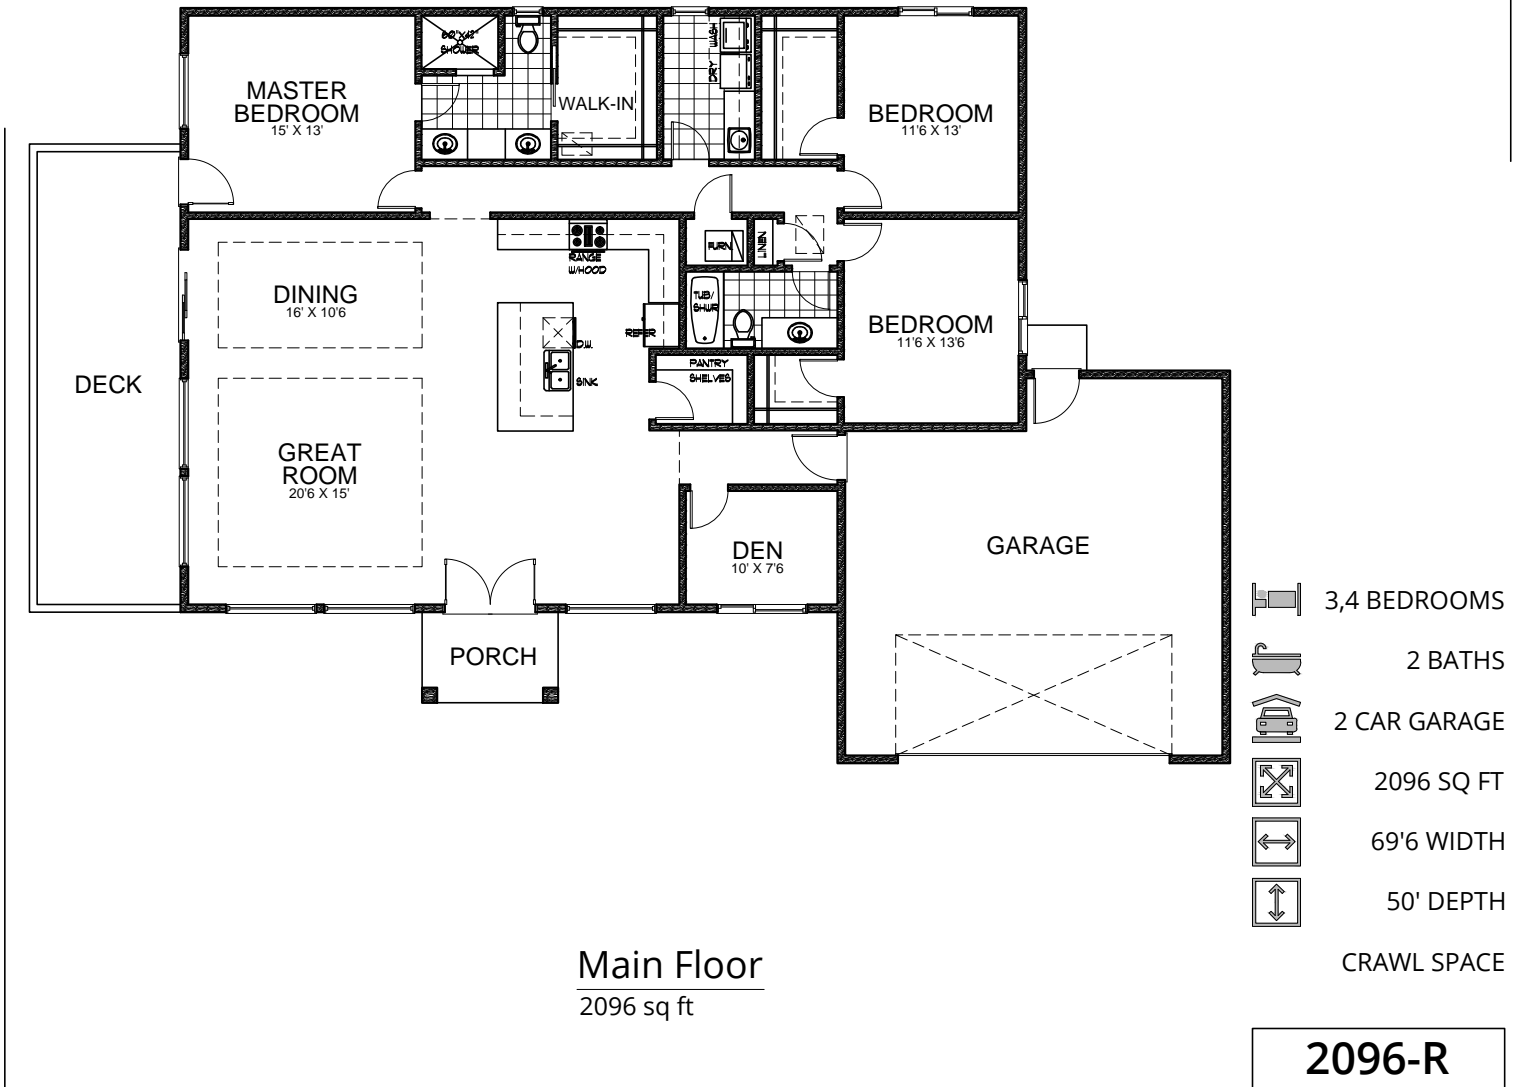 60"X42"
SHOWER
WASH
DRY
MASTER
BEDROOM
15' X 13'
WALK-IN
BEDROOM
11'6 X 13'
FURN.
LINEN
RANGE
W/HOOD
DINING
16' X 10'6
TUB/
SHWR
REFER
D.W.
SINK
BEDROOM
11'6 X 13'6
PANTRY
SHELVES
DECK
GREAT
ROOM
20'6 X 15'
DEN
10' X 7'6
GARAGE
PORCH
3,4 BEDROOMS
2 BATHS
2 CAR GARAGE
2096 SQ FT
69'6 WIDTH
50' DEPTH
CRAWL SPACE
Main Floor
2096 sq ft
2096-R